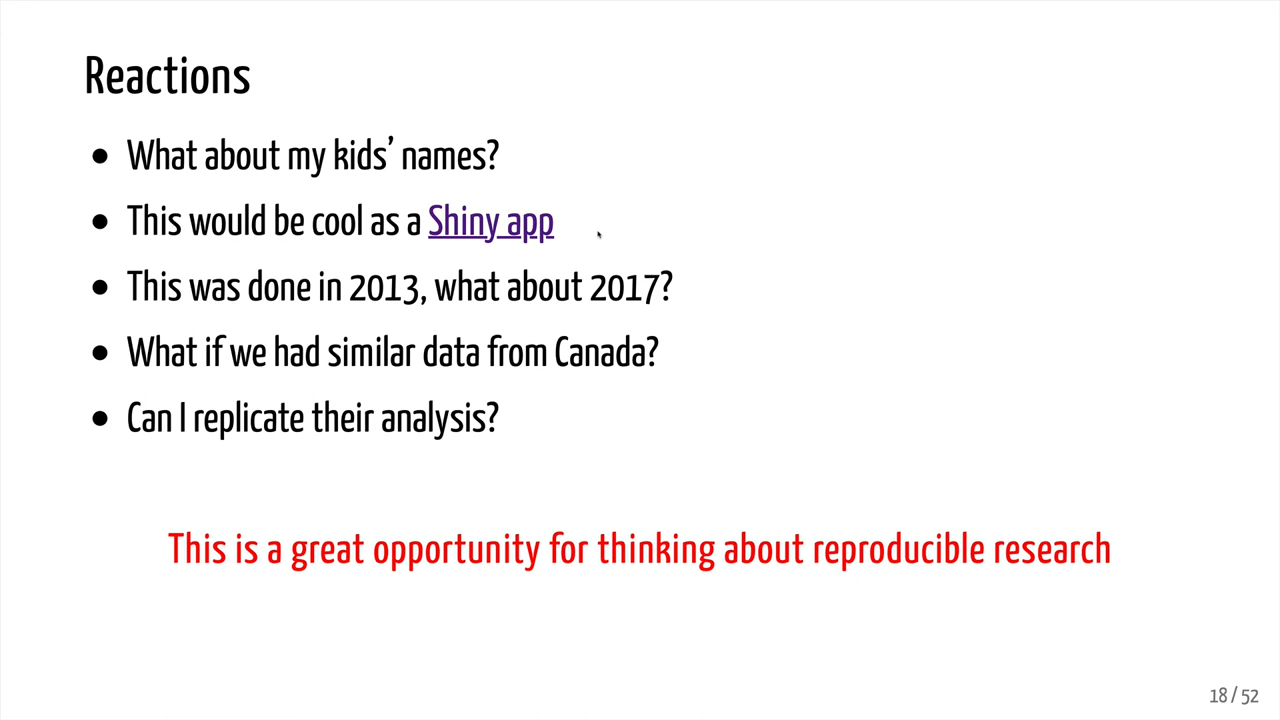 Reactions
• What about my kids’ names?
• This would be cool as a Shiny app
• This was done in 2013, what about 2017?
• What if we had similar data from Canada?
• Can I replicate their analysis?
This is a great opportunity for thinking about reproducible research
18 / 52